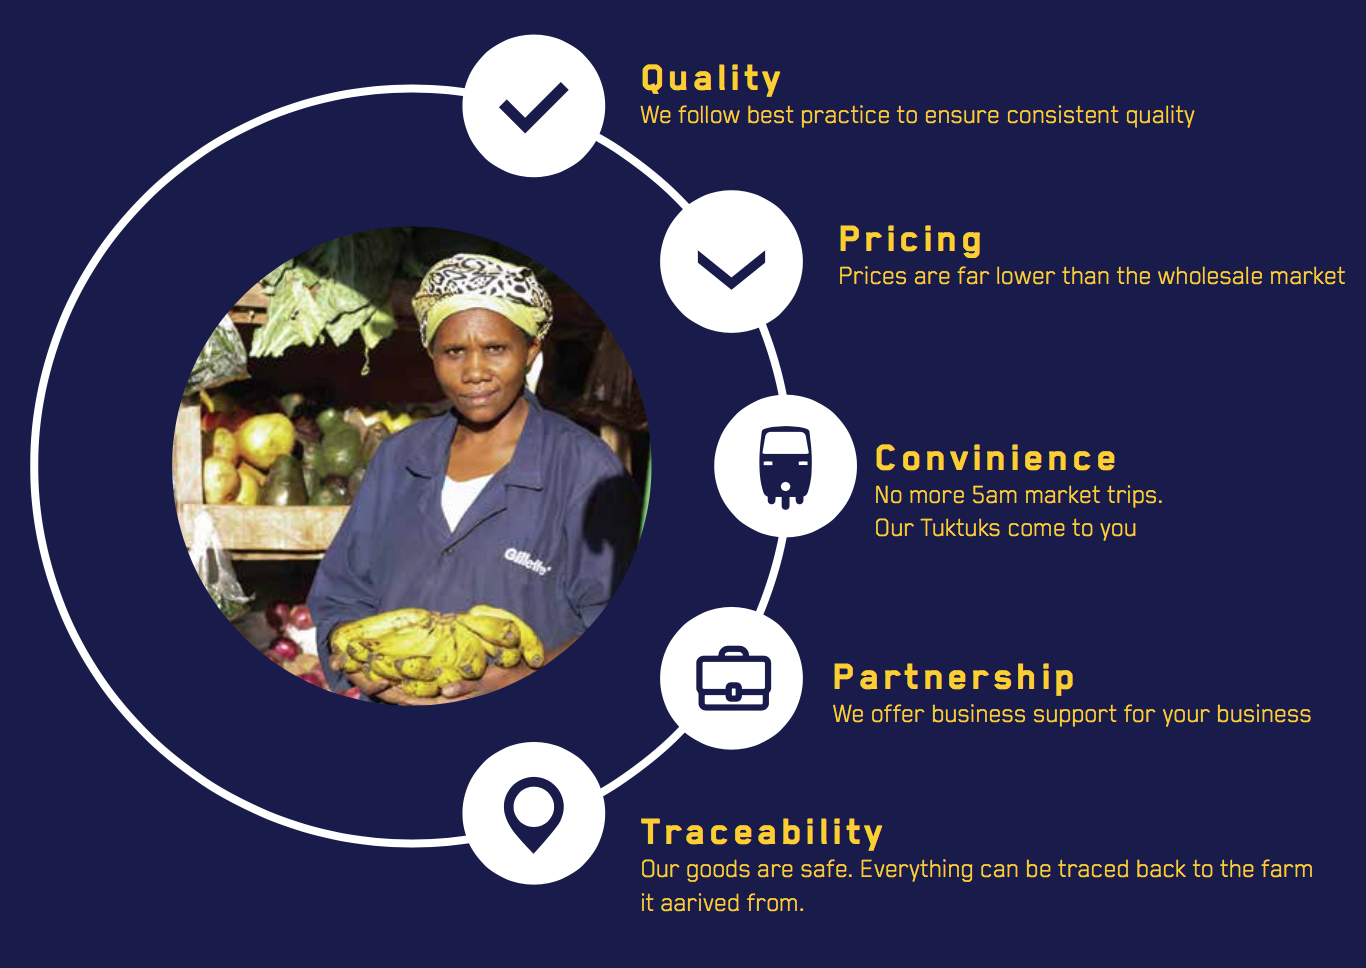 Quality
We follow best practice to ensure consistent quality
Pricing
Prices are far lower than the wholesale market
Convinience
No more 5am market trips.
Our Tuktuks come to you
Gillette
Partnership
We offer business support for your business
Traceability
Our goods are safe. Everything can be traced back to the farm
it aarived from.